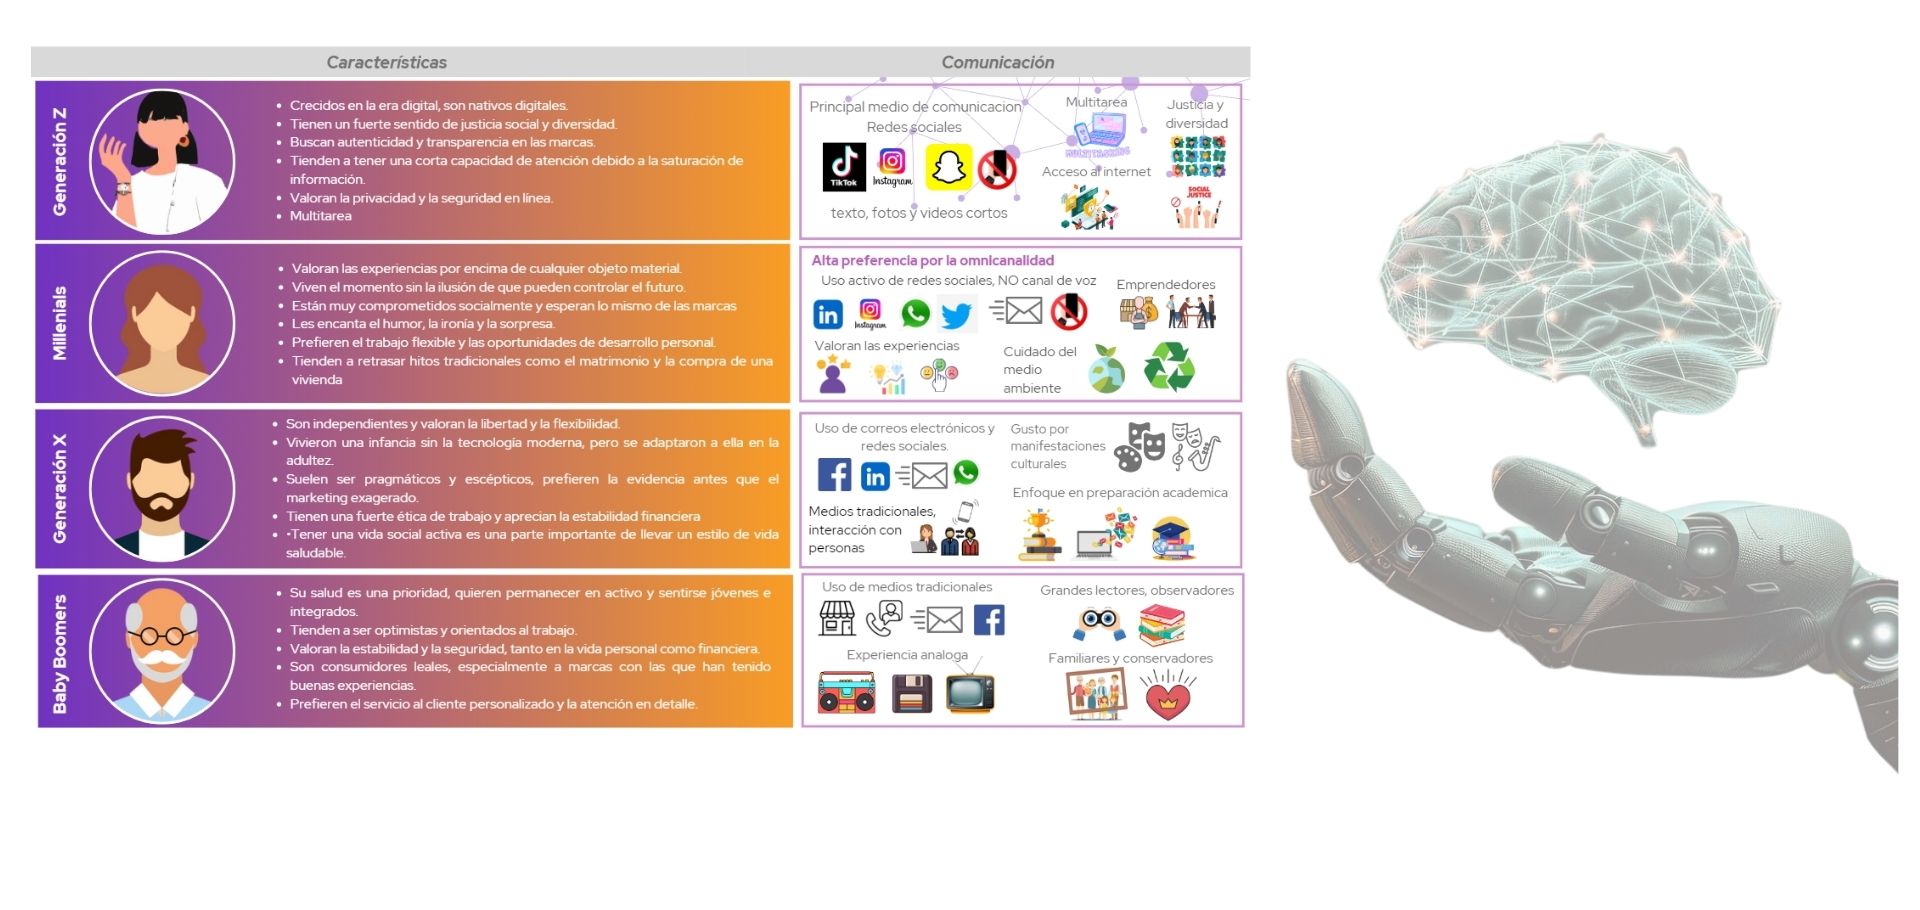 Características
Comunicación
Generación Z
• Crecidos en la era digital, son nativos digitales.
• Tienen un fuerte sentido de justicia social y diversidad.
• Buscan autenticidad y transparencia en las marcas.
• Tienden a tener una corta capacidad de atención debido a la saturación de
información.
• Valoran la privacidad y la seguridad en línea.
• Multitarea
Principal medio de comunicacion
Redes sociales
TikTok
Instagram
texto, fotos y videos cortos
Multitarea
MULTITASKING
Acceso al internet
Justicia y
diversidad
SOCIAL
JUSTICE
Millenials
• Valoran las experiencias por encima de cualquier objeto material.
• Viven el momento sin la ilusión de que pueden controlar el futuro.
• Están muy comprometidos socialmente y esperan lo mismo de las marcas
• Les encanta el humor, la ironía y la sorpresa.
• Prefieren el trabajo flexible y las oportunidades de desarrollo personal.
• Tienden a retrasar hitos tradicionales como el matrimonio y la compra de una
vivienda
Alta preferencia por la omnicanalidad
Uso activo de redes sociales, NO canal de voz
in
Instagram
Emprendedores
Valoran las experiencias
Cuidado del
medio
ambiente
Generación X
• Son independientes y valoran la libertad y la flexibilidad.
• Vivieron una infancia sin la tecnología moderna, pero se adaptaron a ella en la
adultez.
• Suelen ser pragmáticos y escépticos, prefieren la evidencia antes que el
marketing exagerado.
• Tienen una fuerte ética de trabajo y aprecian la estabilidad financiera
• •Tener una vida social activa es una parte importante de llevar un estilo de vida
saludable.
Uso de correos electrónicos y
redes sociales.
f
in
Medios tradicionales,
interacción con
personas
Gusto por
manifestaciones
culturales
Enfoque en preparación academica
Baby Boomers
• Su salud es una prioridad, quieren permanecer en activo y sentirse jóvenes e
integrados.
• Tienden a ser optimistas y orientados al trabajo.
• Valoran la estabilidad y la seguridad, tanto en la vida personal como financiera.
• Son consumidores leales, especialmente a marcas con las que han tenido
buenas experiencias.
• Prefieren el servicio al cliente personalizado y la atención en detalle.
Uso de medios tradicionales
f
Experiencia analoga
Grandes lectores, observadores
Familiares y conservadores